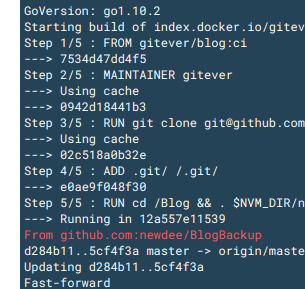 GoVersion: go1.10.2
Starting build of index.docker.io/gitev
Step 1/5 : FROM gitever/blog:ci
---> 7534d47dd4f5
Step 2/5 : MAINTAINER gitever
---> Using cache
---> 0942d18441b3
Step 3/5 : RUN git clone git@github.com
---> Using cache
---> 02c518a0b32e
Step 4/5 : ADD .git/ /.git/
---> e0ae9f048f30
Step 5/5 : RUN cd /Blog && . $NVM_DIR/n
---> Running in 12a557e11539
From github.com:newdee/BlogBackup
d284b11..5cf4f3a master -> origin/maste
Updating d284b11..5cf4f3a
Fast-forward